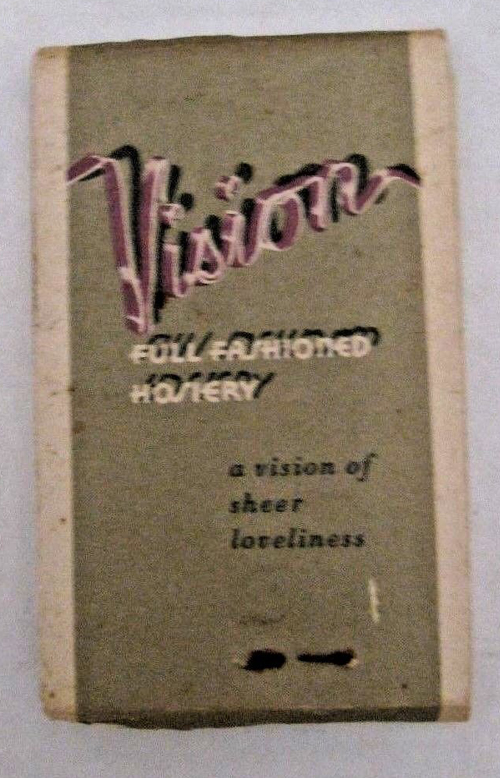 Vision
FULL FASHIONED
HOSIERY
a vision of
sheer
loveliness